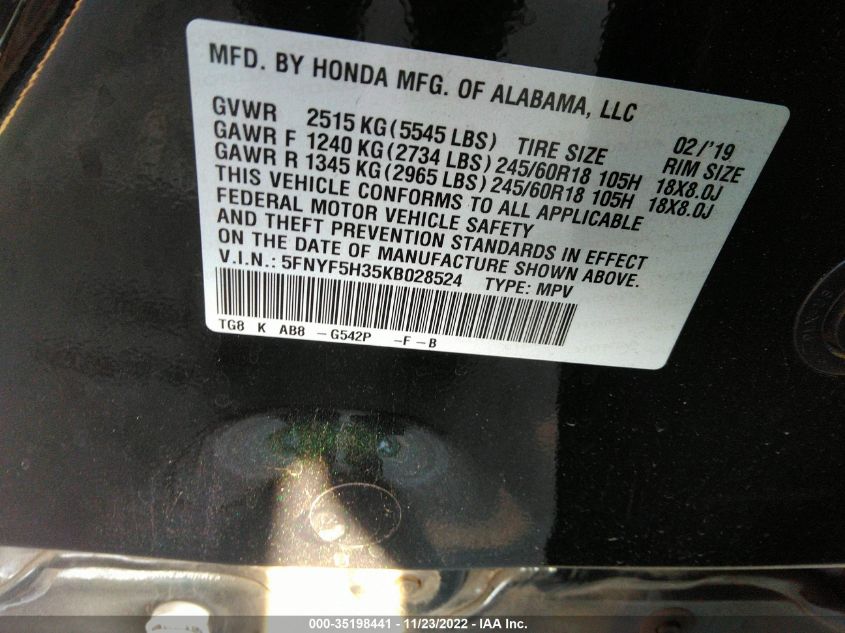 MFD. BY HONDA MFG. OF ALABAMA, LLC
02/'19
GVWR 2515 KG (5545 LBS) TIRE SIZE RIM SIZE
GAWR F 1240 KG (2734 LBS) 245/60R18 105H 18X8.0J
GAWR R 1345 KG (2965 LBS) 245/60R18 105H 18X8.0J
THIS VEHICLE CONFORMS TO ALL APPLICABLE
FEDERAL MOTOR VEHICLE SAFETY
AND THEFT PREVENTION STANDARDS IN EFFECT
ON THE DATE OF MANUFACTURE SHOWN ABOVE.
V.I.N.: 5FNYF5H35KB028524 TYPE: MPV
TG8 K AB8 -G542P -F-B
000-35198441 - 11/23/2022 - IAA Inc.